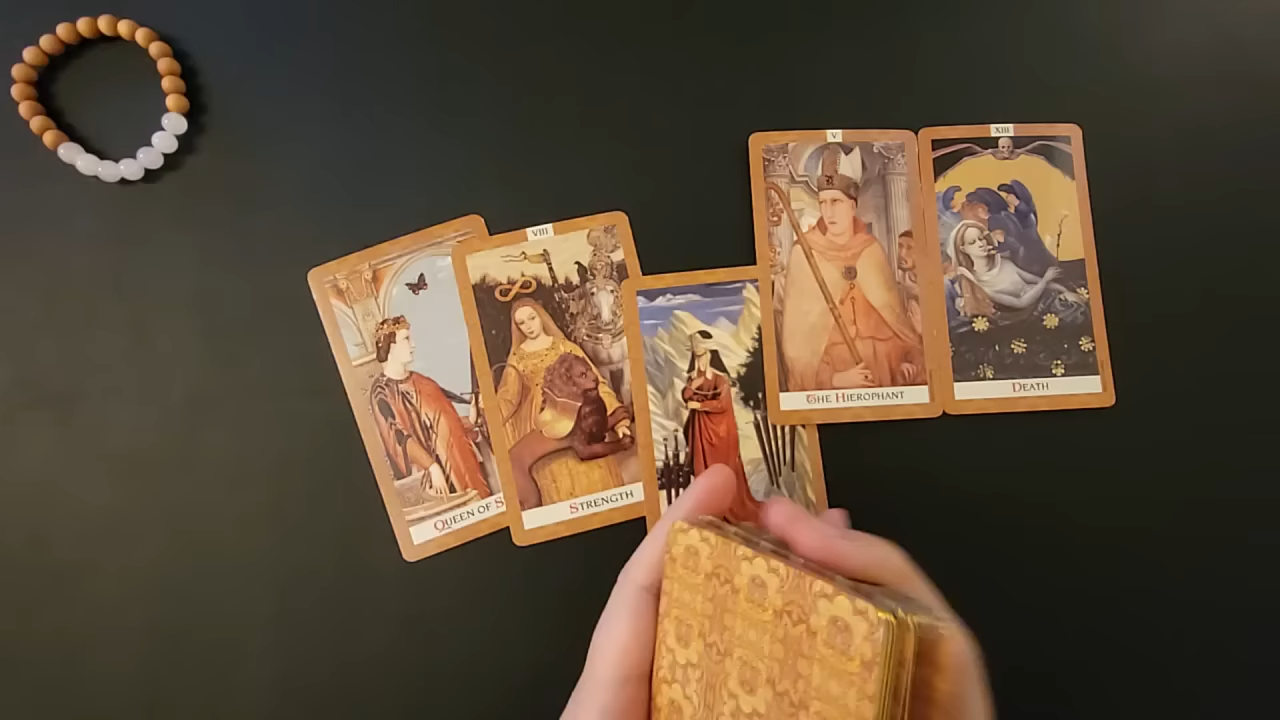 QUEEN OF S
VIII
STRENGTH
V
THE HIEROPHANT
XIII
DEATH